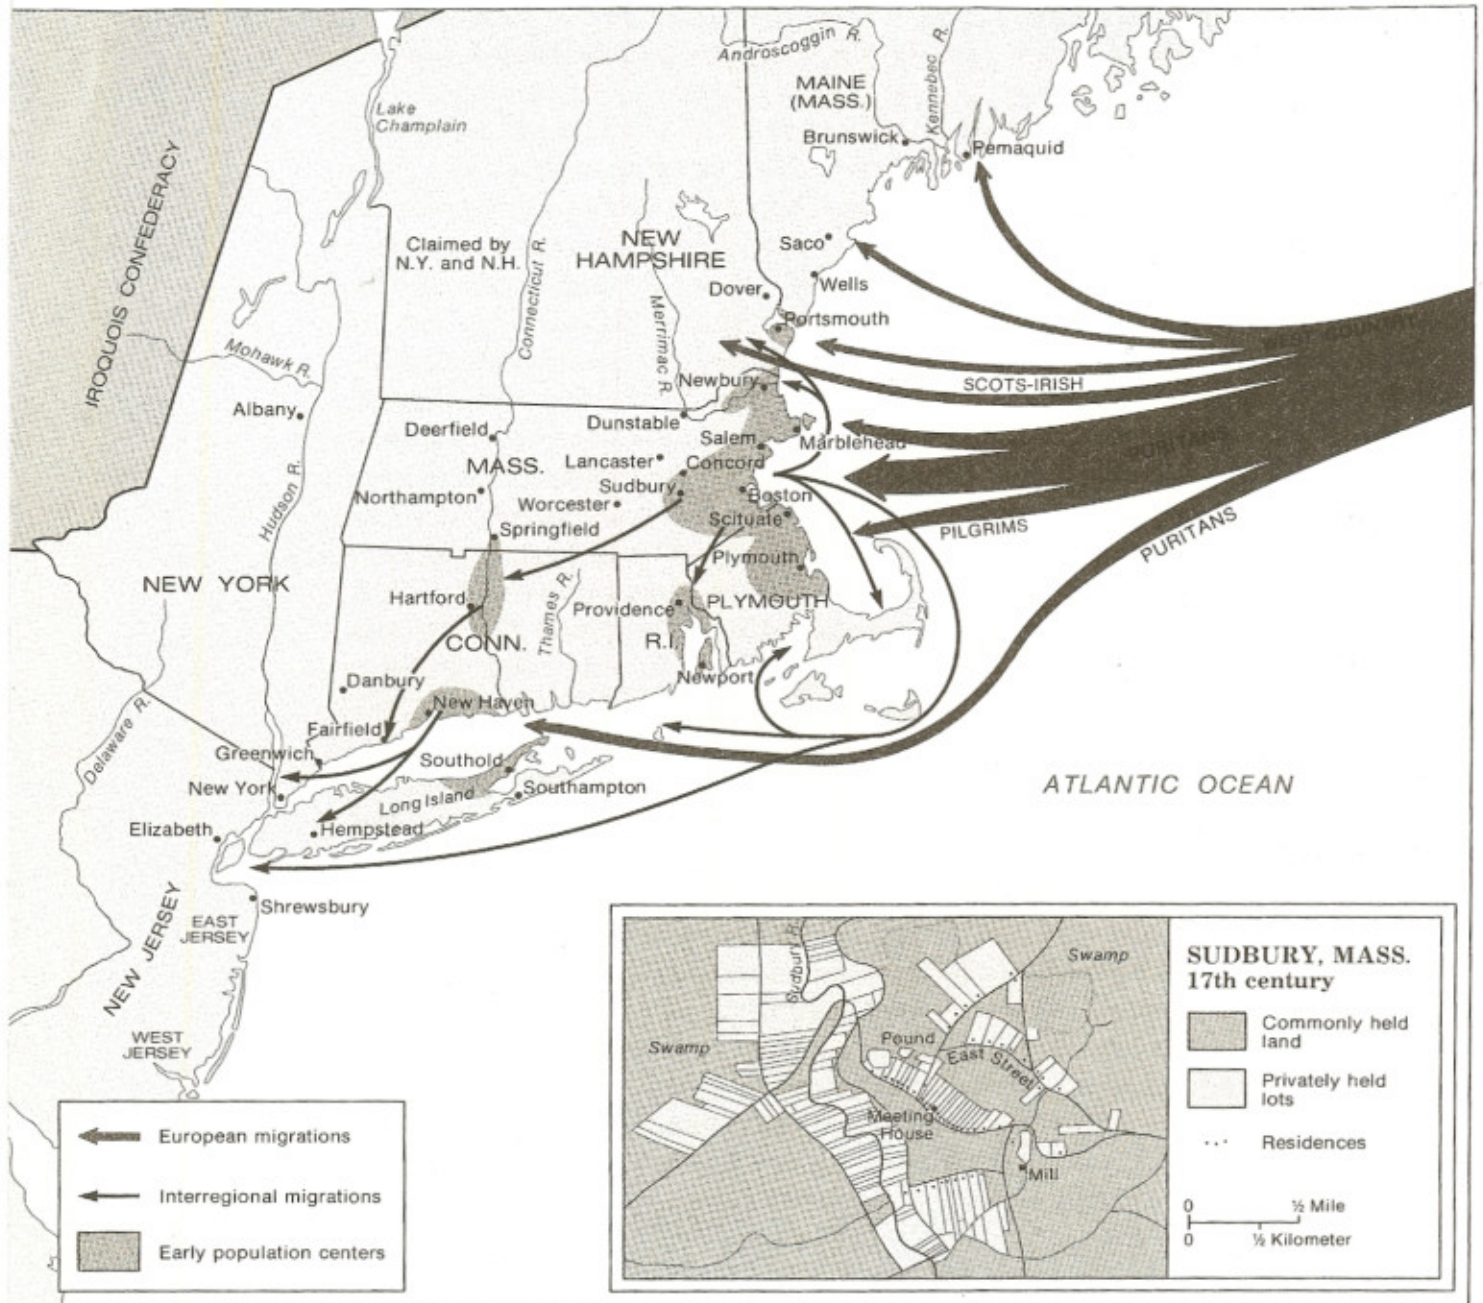 Androscoggin R.
Kennebec R.
MAINE
(MASS.)
Lake
Champlain
Brunswick
Pemaquid
IROQUOIS CONFEDERACY
Claimed by
N.Y. and N.H.
Connecticut R.
NEW
HAMPSHIRE
Saco
Wells
Dover
Portsmouth
Merrimac R.
WEST COUNTRY
Mohawk R.
SCOTS-IRISH
Newbury
Albany
Dunstable
Deerfield
Salem
Marblehead
PURITANS
MASS.
Lancaster
Concord
Northampton
Sudbury
Boston
Worcester
Hudson R.
Springfield
Scituate
PILGRIMS
PURITANS
Plymouth
NEW YORK
Hartford
Thames R.
Providence
PLYMOUTH
CONN.
R.I.
Newport
Danbury
New Haven
Delaware R.
Fairfield
Greenwich
Southold
New York
Long Island
Southampton
ATLANTIC OCEAN
Elizabeth
Hempstead
Shrewsbury
NEW JERSEY
EAST
JERSEY
WEST
JERSEY
European migrations
Interregional migrations
Early population centers
Sudbury R.
Swamp
Swamp
Pound
East Street
Meeting
House
Mill
SUDBURY, MASS.
17th century
Commonly held
land
Privately held
lots
Residences
0 ½ Mile
0 ½ Kilometer